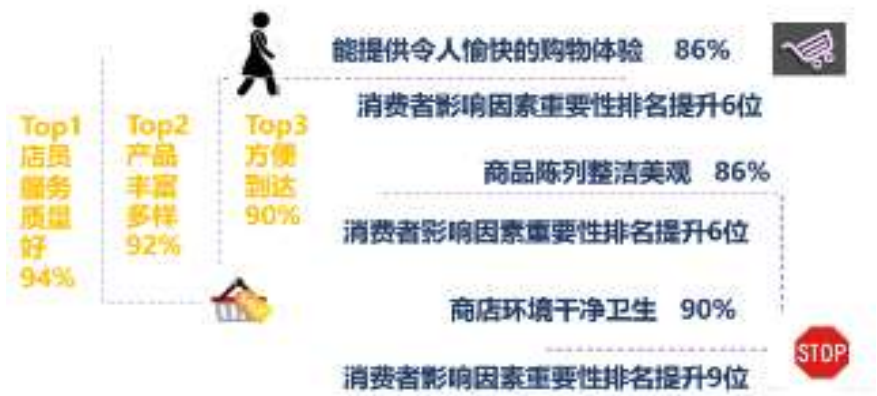 能提供令人愉快的购物体验 86%
消费者影响因素重要性排名提升6位
Top1
店员
服务
质量
好
94%
Top2
产品
丰富
多样
92%
Top3
方便
到达
90%
商品陈列整洁美观 86%
消费者影响因素重要性排名提升6位
商店环境干净卫生 90%
STOP
消费者影响因素重要性排名提升9位